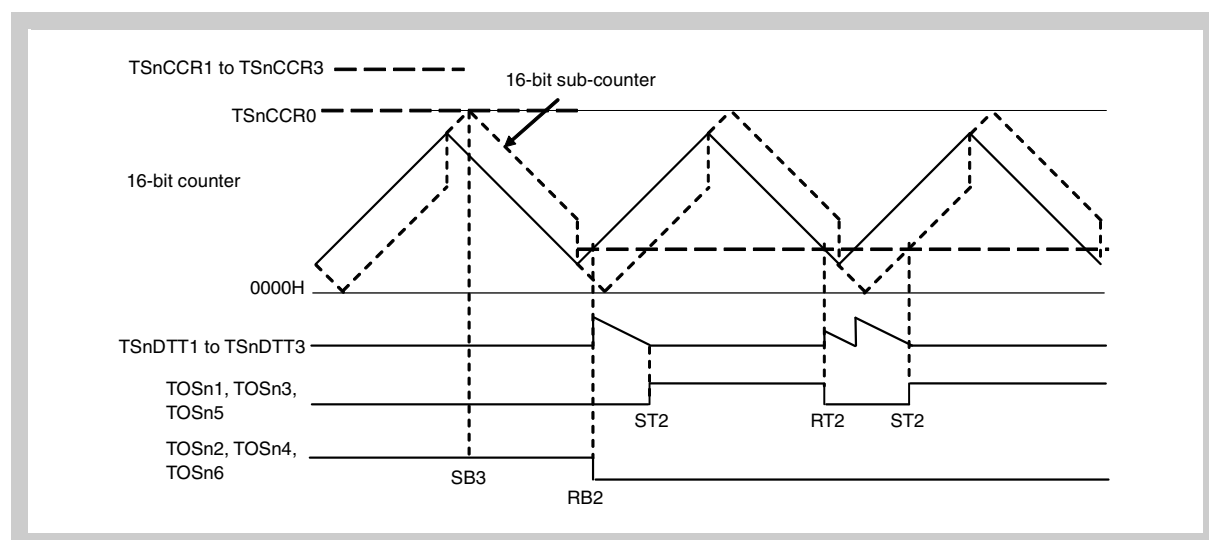 TSnCCR1 to TSnCCR3
16-bit sub-counter
TSnCCR0
16-bit counter
0000H
TSnDTT1 to TSnDTT3
TOSn1, TOSn3,
TOSn5
ST2
RT2
ST2
TOSn2, TOSn4,
TOSn6
SB3
RB2